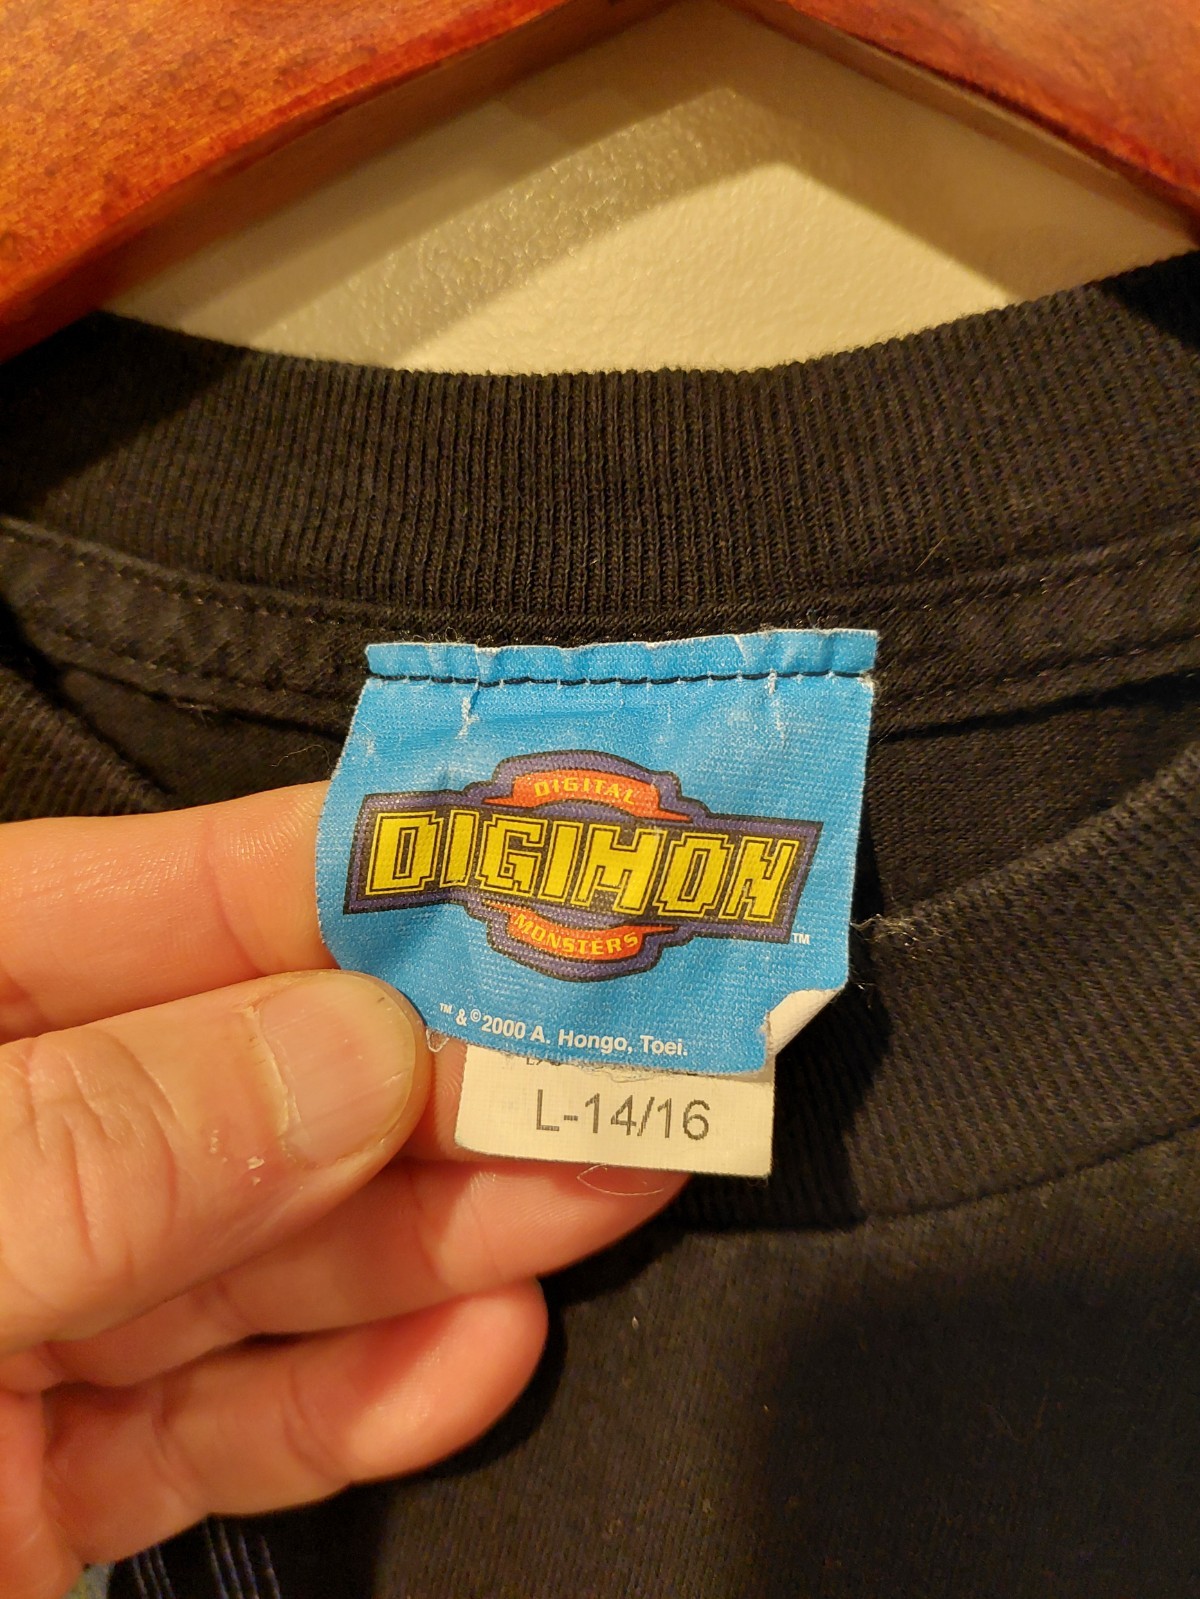 DIGITAL
DIGIMON
MONSTERS
™
™ & ©2000 A. Hongo, Toei.
L-14/16